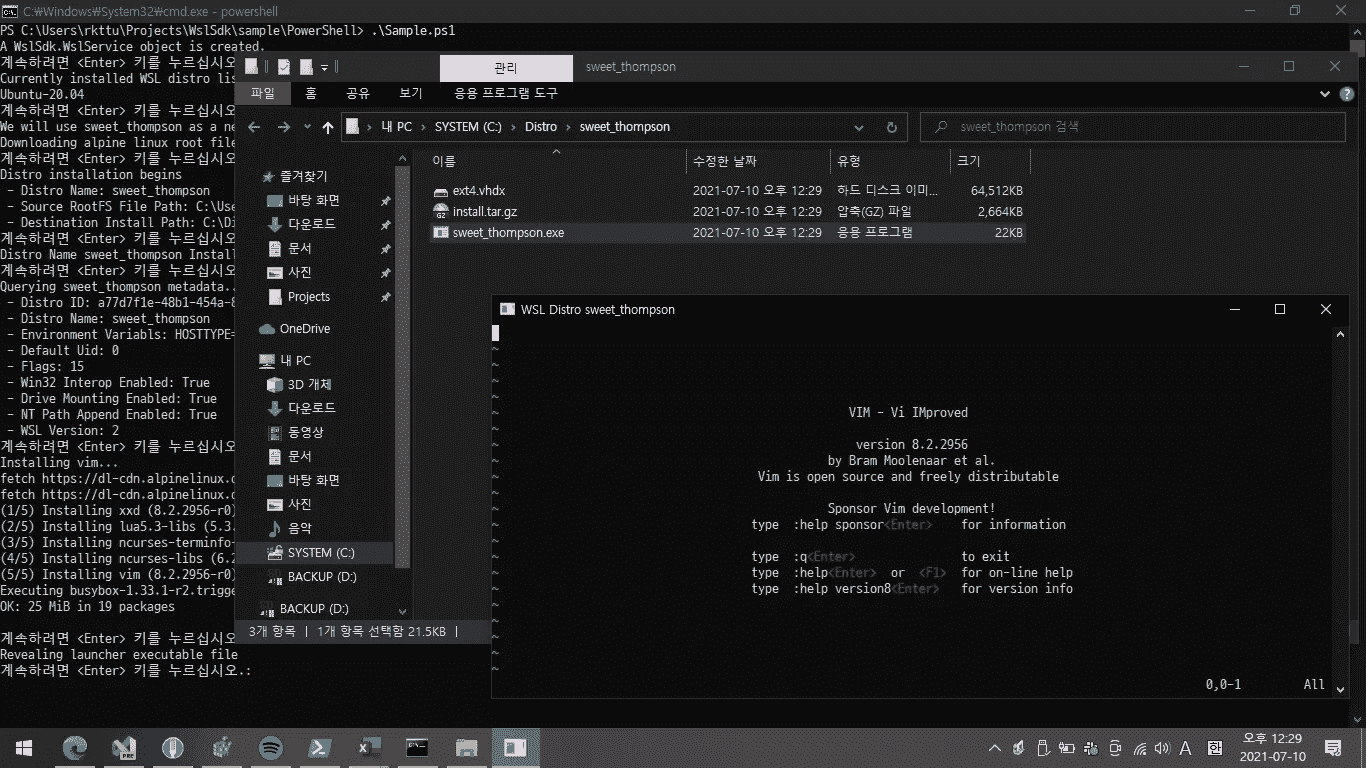 C:₩Windows₩System32₩cmd.exe - powershell
PS C:\Users\rkttu\Projects\WslSdk\sample\PowerShell> .\Sample.ps1
A WslSdk.WslService object is created.
계속하려면 <Enter> 키를 누르십시오
Currently installed WSL distro lis
Ubuntu-20.04
계속하려면 <Enter> 키를 누르십시오
We will use sweet_thompson as a ne
Downloading alpine linux root file
계속하려면 <Enter> 키를 누르십시오
Distro installation begins
- Distro Name: sweet_thompson
- Source RootFS File Path: C:\Use
- Destination Install Path: C:\Di
계속하려면 <Enter> 키를 누르십시오
Distro Name sweet_thompson Install
계속하려면 <Enter> 키를 누르십시오
Querying sweet_thompson metadata..
- Distro ID: a77d7f1e-48b1-454a-8
- Distro Name: sweet_thompson
- Environment Variabls: HOSTTYPE=
- Default Uid: 0
- Flags: 15
- Win32 Interop Enabled: True
- Drive Mounting Enabled: True
- NT Path Append Enabled: True
- WSL Version: 2
계속하려면 <Enter> 키를 누르십시오
Installing vim...
fetch https://dl-cdn.alpinelinux.o
fetch https://dl-cdn.alpinelinux.o
(1/5) Installing xxd (8.2.2956-r0)
(2/5) Installing lua5.3-libs (5.3.
(3/5) Installing ncurses-terminfo-
(4/5) Installing ncurses-libs (6.2
(5/5) Installing vim (8.2.2956-r0)
Executing busybox-1.33.1-r2.trigge
OK: 25 MiB in 19 packages
계속하려면 <Enter> 키를 누르십시오
Revealing launcher executable file
계속하려면 <Enter> 키를 누르십시오.:
관리 sweet_thompson
파일 홈 공유 보기 응용 프로그램 도구
내 PC > SYSTEM (C:) > Distro > sweet_thompson
sweet_thompson 검색
즐겨찾기
바탕 화면
다운로드
문서
사진
Projects
OneDrive
내 PC
3D 개체
다운로드
동영상
문서
바탕 화면
사진
음악
SYSTEM (C:)
BACKUP (D:)
BACKUP (D:)
이름 수정한 날짜 유형 크기
ext4.vhdx 2021-07-10 오후 12:29 하드 디스크 이미... 64,512KB
install.tar.gz 2021-07-10 오후 12:29 압축(GZ) 파일 2,664KB
sweet_thompson.exe 2021-07-10 오후 12:29 응용 프로그램 22KB
3개 항목 | 1개 항목 선택함 21.5KB |
WSL Distro sweet_thompson
~
~
~
~
~ VIM - Vi IMproved
~
~ version 8.2.2956
~ by Bram Moolenaar et al.
~ Vim is open source and freely distributable
~
~ Sponsor Vim development!
~ type :help sponsor<Enter> for information
~
~ type :q<Enter> to exit
~ type :help<Enter> or <F1> for on-line help
~ type :help version8<Enter> for version info
~
~
~
~
~
0,0-1 All
A 한 오후 12:29
2021-07-10